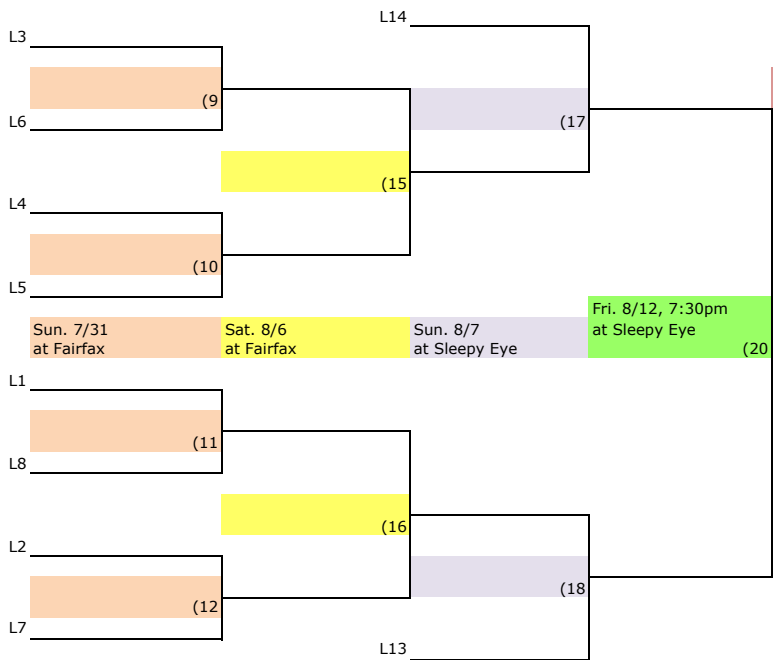 L14
L3
(9
L6
(17
(15
L4
(10
L5
Sun. 7/31
at Fairfax
Sat. 8/6
at Fairfax
Sun. 8/7
at Sleepy Eye
Fri. 8/12, 7:30pm
at Sleepy Eye
(20
L1
(11
L8
(16
L2
(18
(12
L7
L13